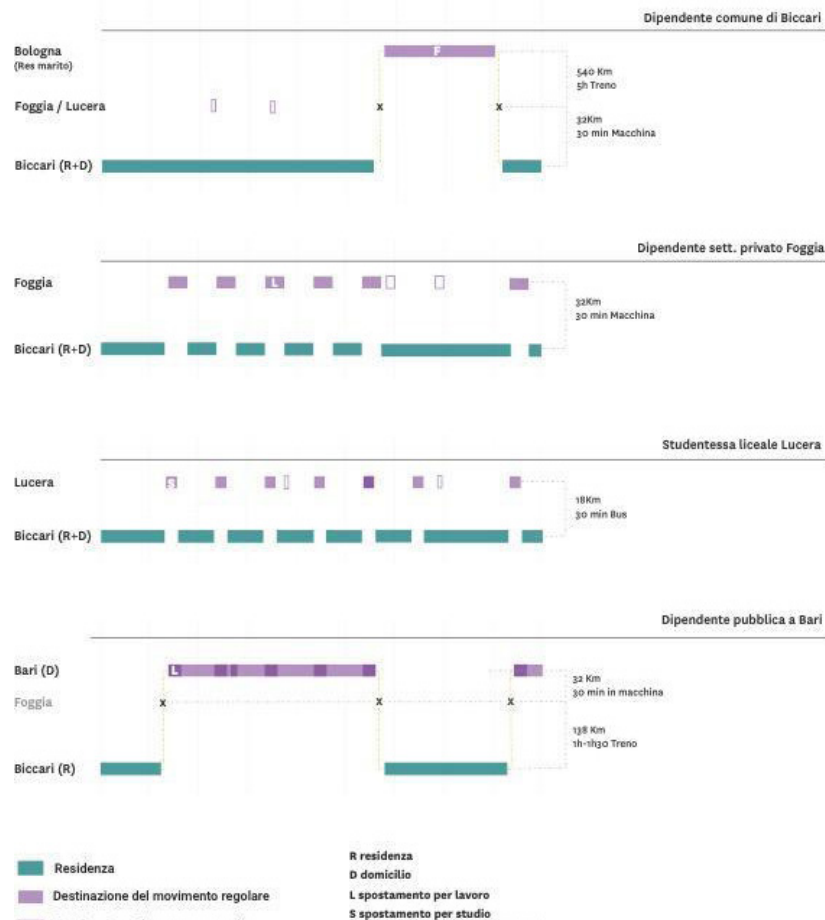 Dipendente comune di Biccari
Bologna
(Res marito)
F
540 Km
5h Treno
Foggia / Lucera
x
x
32Km
30 min Macchina
Biccari (R+D)
Dipendente sett. privato Foggia
Foggia
L
32Km
30 min Macchina
Biccari (R+D)
Studentessa liceale Lucera
Lucera
S
18Km
30 min Bus
Biccari (R+D)
Dipendente pubblica a Bari
Bari (D)
L
32 Km
30 min in macchina
Foggia
x
x
x
138 Km
1h-1h30 Treno
Biccari (R)
Residenza
Destinazione del movimento regolare
R residenza
D domicilio
L spostamento per lavoro
S spostamento per studio